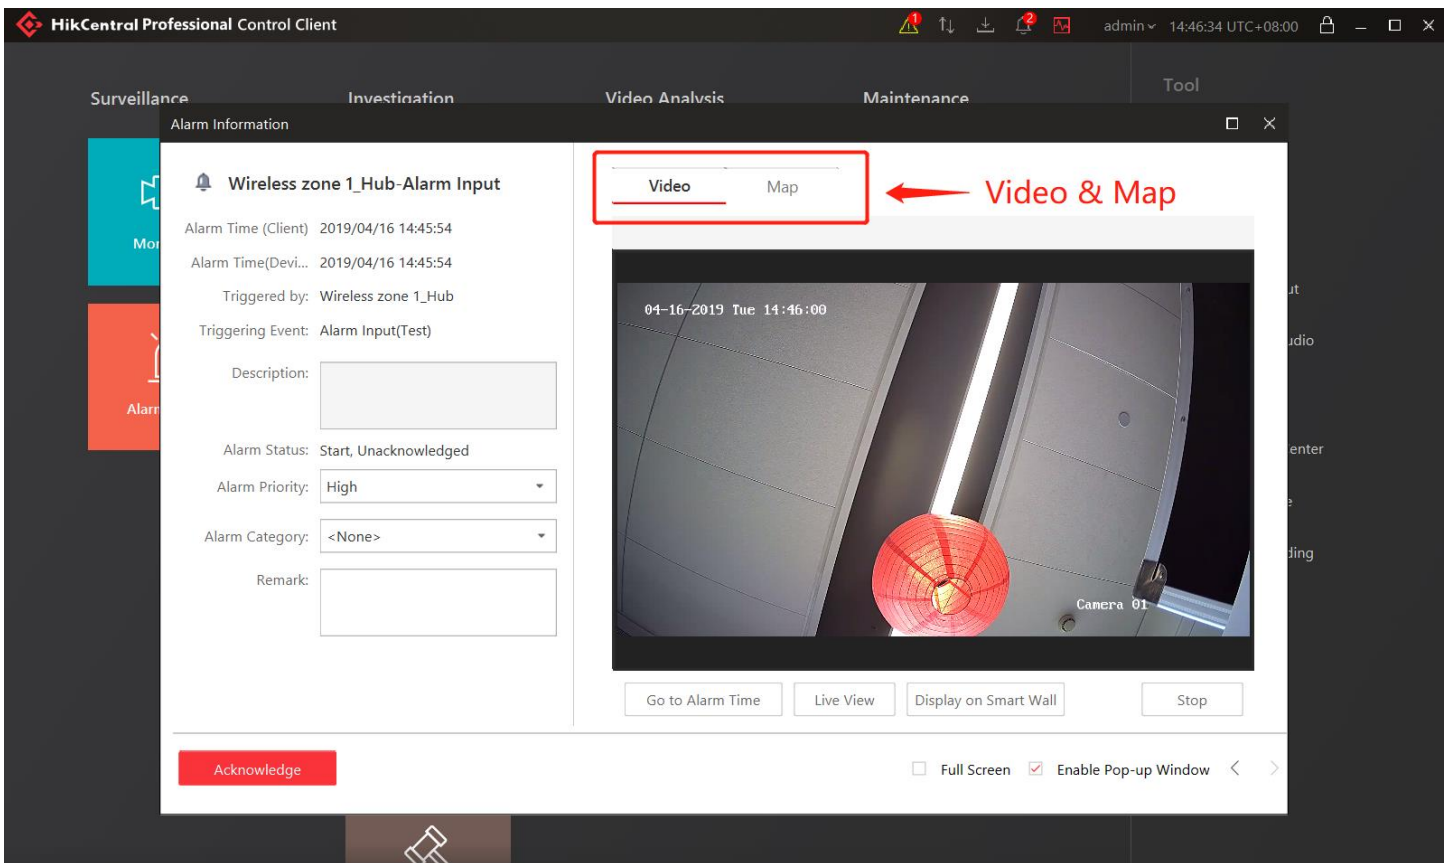 HikCentral Professional Control Client
1
2
admin
14:46:34 UTC+08:00
Surveillance
Investigation
Video Analysis
Maintenance
Tool
Alarm Information
Wireless zone 1_Hub-Alarm Input
Video
Map
Video & Map
Alarm Time (Client) 2019/04/16 14:45:54
Alarm Time(Devi... 2019/04/16 14:45:54
Triggered by: Wireless zone 1_Hub
Triggering Event: Alarm Input(Test)
Description:
Alarm Status: Start, Unacknowledged
Alarm Priority: High
Alarm Category: <None>
Remark:
04-16-2019 Tue 14:46:00
Camera 01
Go to Alarm Time
Live View
Display on Smart Wall
Stop
Acknowledge
Full Screen
Enable Pop-up Window